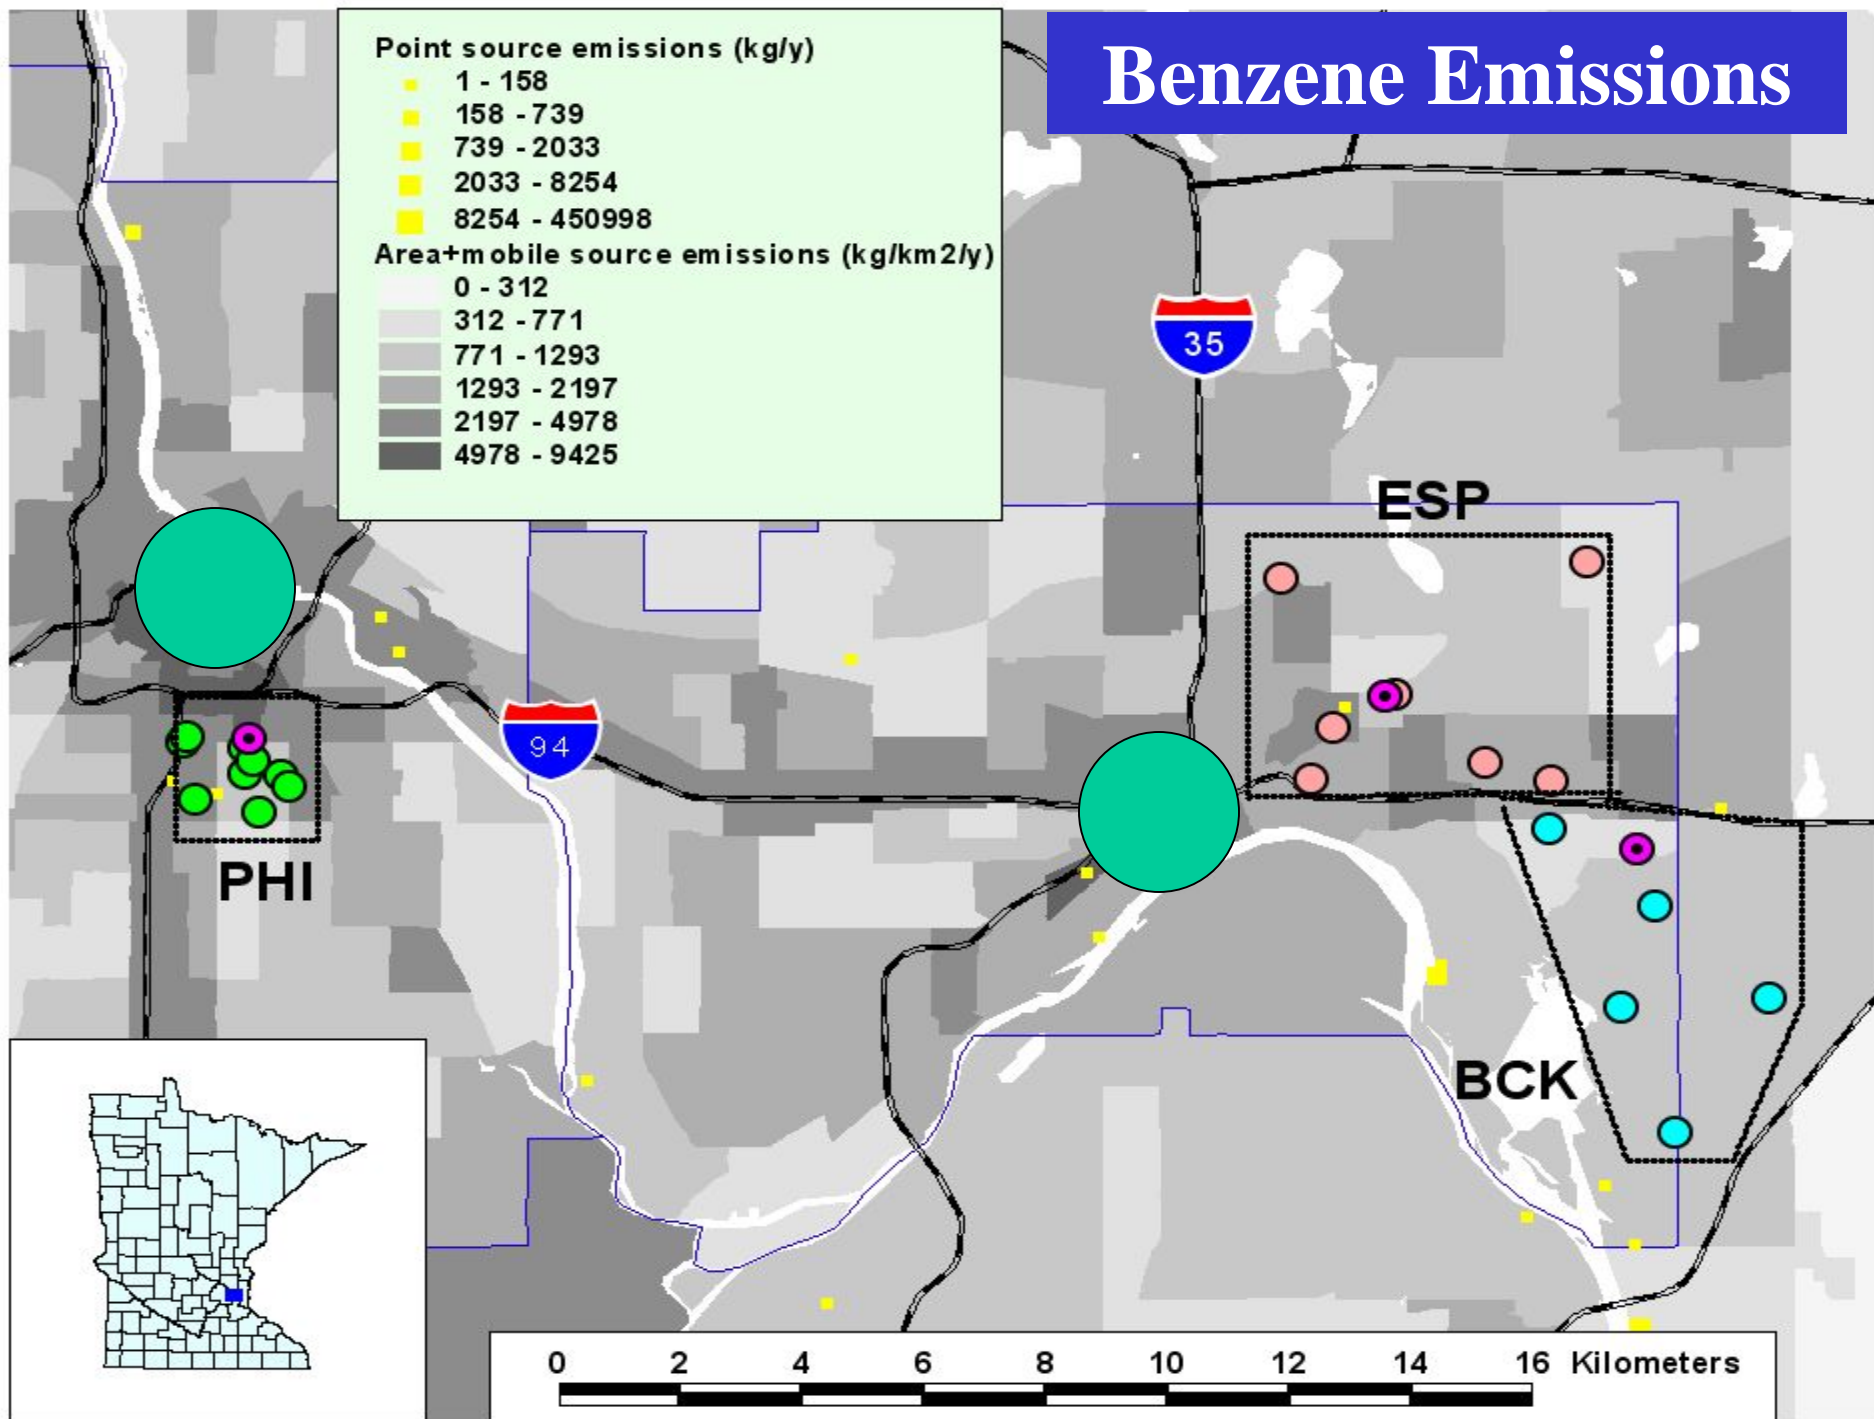 Benzene Emissions
Point source emissions (kg/y)
1 - 158
158 - 739
739 - 2033
2033 - 8254
8254 - 450998
Area+mobile source emissions (kg/km2/y)
0 - 312
312 - 771
771 - 1293
1293 - 2197
2197 - 4978
4978 - 9425
35
ESP
94
PHI
BCK
0 2 4 6 8 10 12 14 16 Kilometers